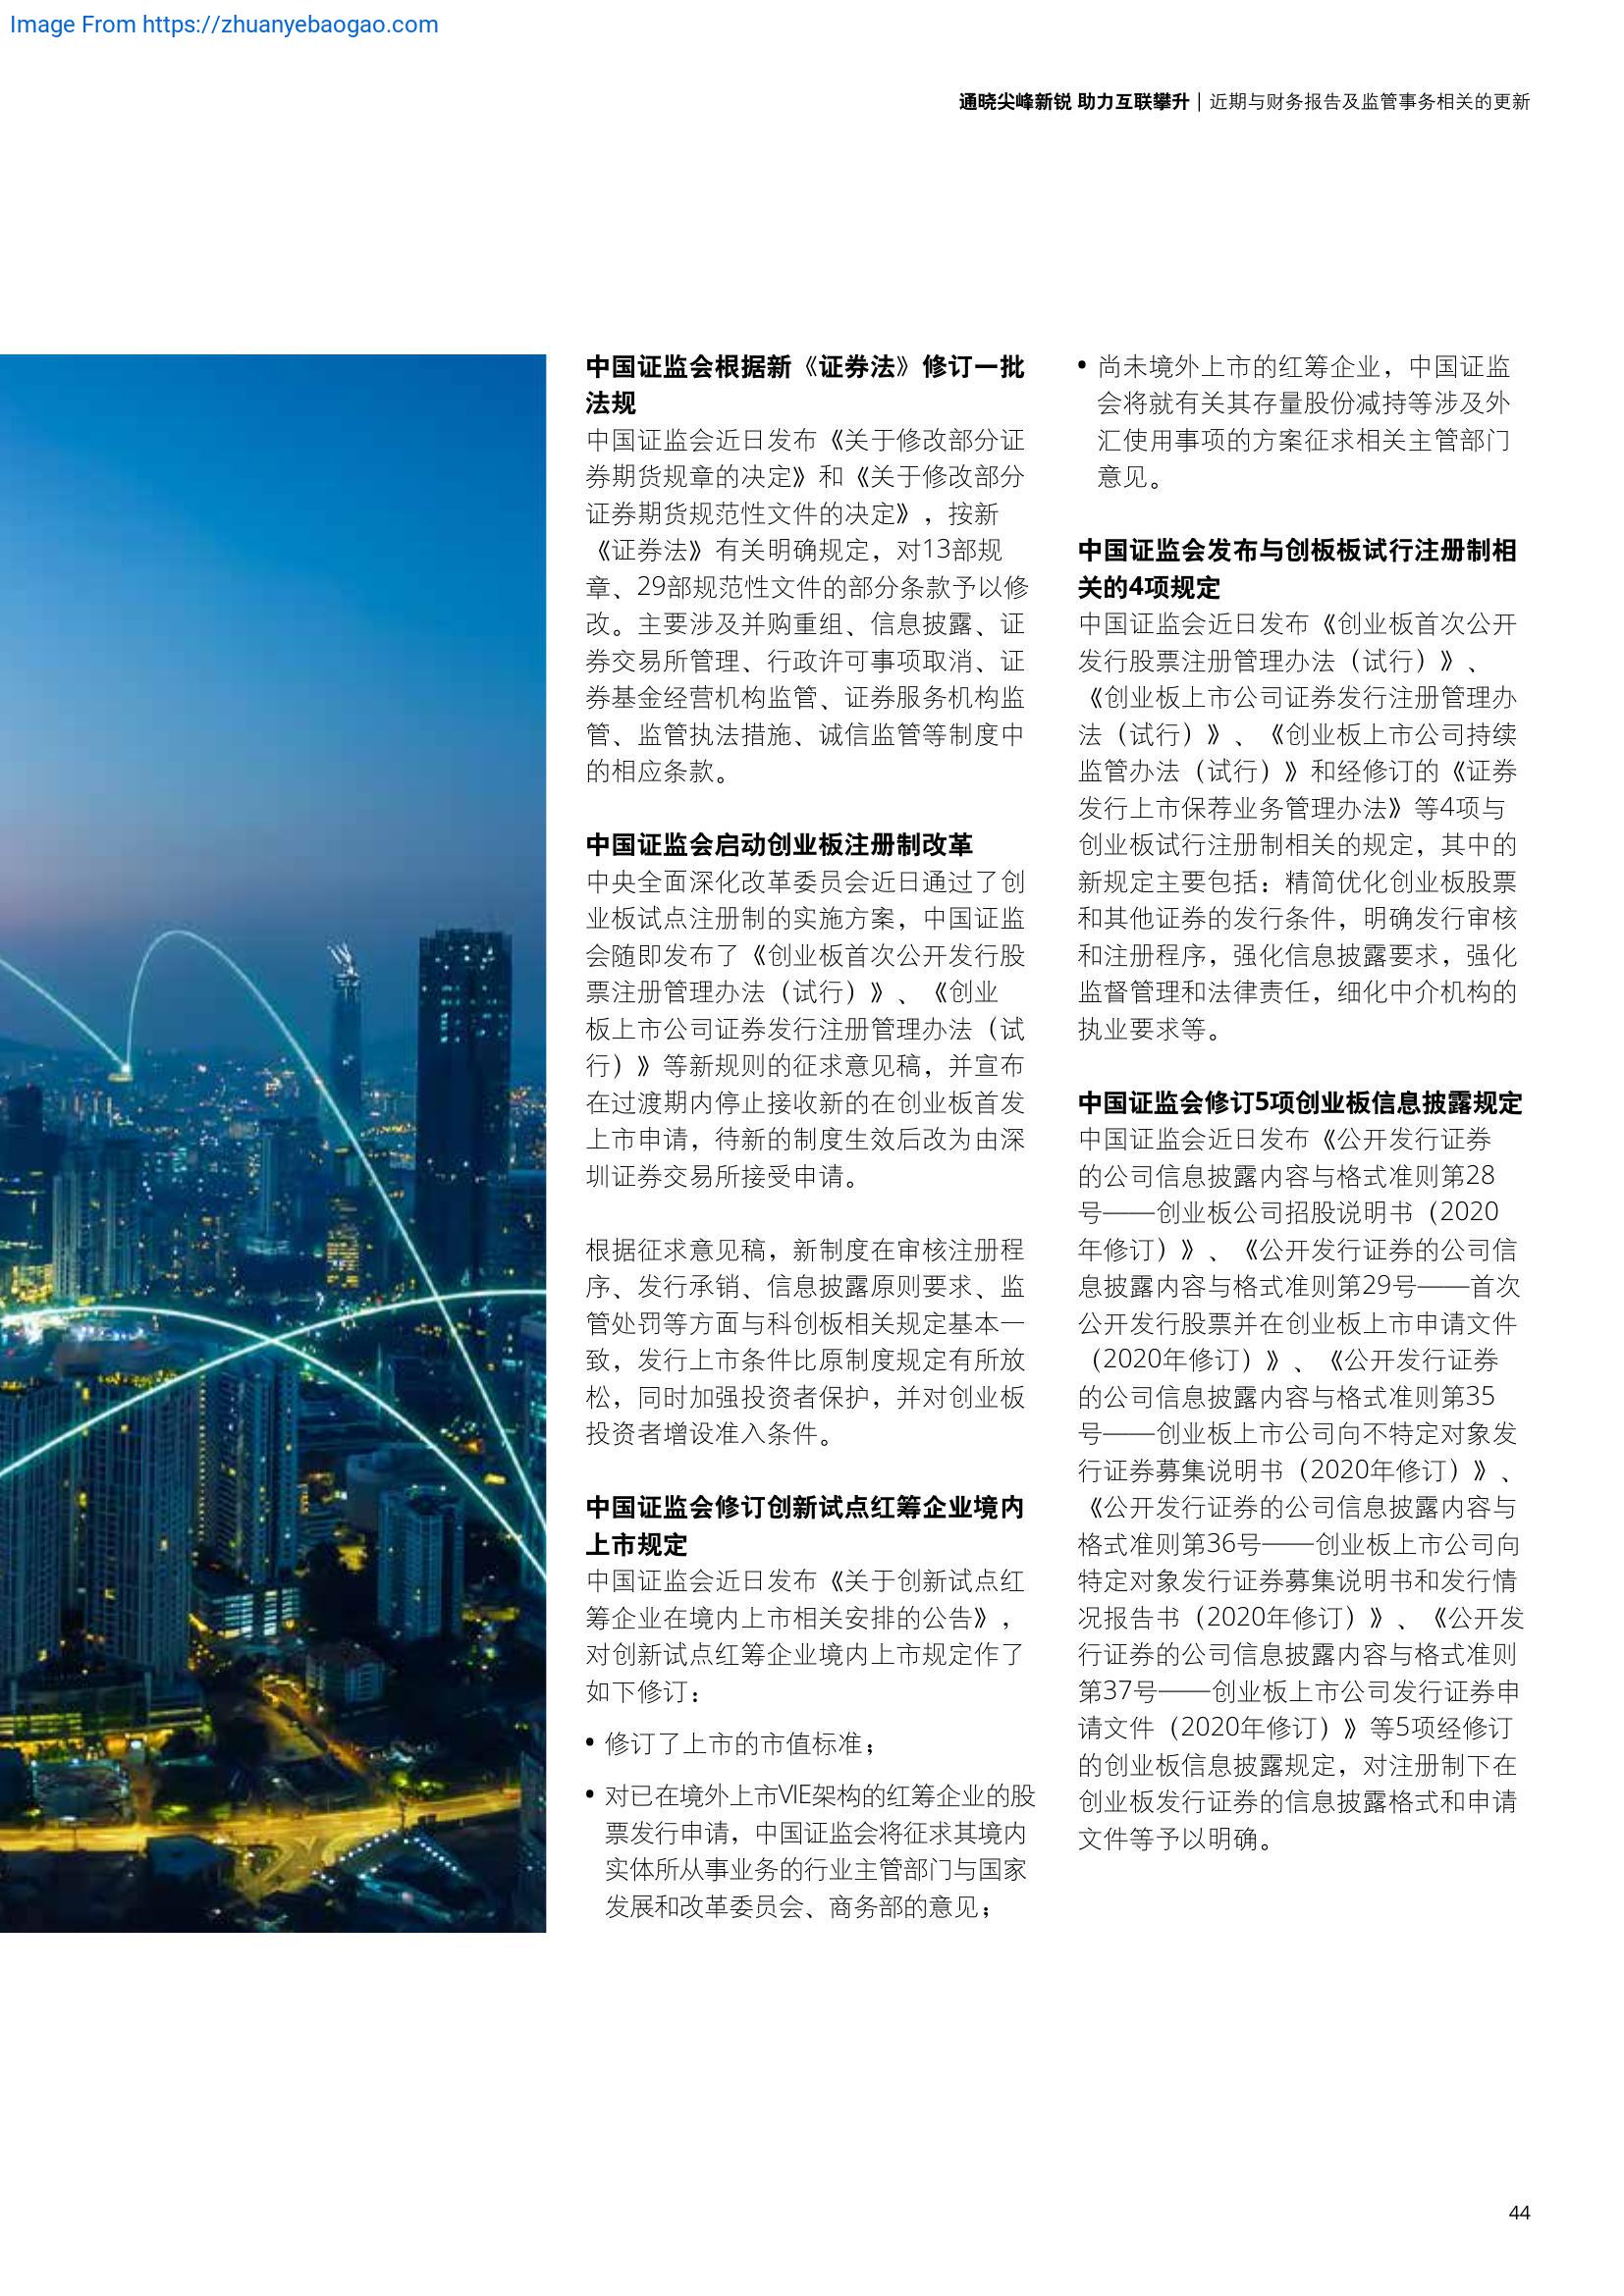 Image From https://zhuanyebaogao.com
通晓尖峰新锐 助力互联攀升 | 近期与财务报告及监管事务相关的更新
中国证监会根据新《证券法》修订一批
法规
中国证监会近日发布《关于修改部分证
券期货规章的决定》和《关于修改部分
证券期货规范性文件的决定》，按新
《证券法》有关明确规定，对13部规
章、29部规范性文件的部分条款予以修
改。主要涉及并购重组、信息披露、证
券交易所管理、行政许可事项取消、证
券基金经营机构监管、证券服务机构监
管、监管执法措施、诚信监管等制度中
的相应条款。
中国证监会启动创业板注册制改革
中央全面深化改革委员会近日通过了创
业板试点注册制的实施方案，中国证监
会随即发布了《创业板首次公开发行股
票注册管理办法（试行）》、《创业
板上市公司证券发行注册管理办法（试
行）》等新规则的征求意见稿，并宣布
在过渡期内停止接收新的在创业板首发
上市申请，待新的制度生效后改为由深
圳证券交易所接受申请。
根据征求意见稿，新制度在审核注册程
序、发行承销、信息披露原则要求、监
管处罚等方面与科创板相关规定基本一
致，发行上市条件比原制度规定有所放
松，同时加强投资者保护，并对创业板
投资者增设准入条件。
中国证监会修订创新试点红筹企业境内
上市规定
中国证监会近日发布《关于创新试点红
筹企业在境内上市相关安排的公告》，
对创新试点红筹企业境内上市规定作了
如下修订：
• 修订了上市的市值标准；
• 对已在境外上市VIE架构的红筹企业的股
票发行申请，中国证监会将征求其境内
实体所从事业务的行业主管部门与国家
发展和改革委员会、商务部的意见；
• 尚未境外上市的红筹企业，中国证监
会将就有关其存量股份减持等涉及外
汇使用事项的方案征求相关主管部门
意见。
中国证监会发布与创板板试行注册制相
关的4项规定
中国证监会近日发布《创业板首次公开
发行股票注册管理办法（试行）》、
《创业板上市公司证券发行注册管理办
法（试行）》、《创业板上市公司持续
监管办法（试行）》和经修订的《证券
发行上市保荐业务管理办法》等4项与
创业板试行注册制相关的规定，其中的
新规定主要包括：精简优化创业板股票
和其他证券的发行条件，明确发行审核
和注册程序，强化信息披露要求，强化
监督管理和法律责任，细化中介机构的
执业要求等。
中国证监会修订5项创业板信息披露规定
中国证监会近日发布《公开发行证券
的公司信息披露内容与格式准则第28
号——创业板公司招股说明书（2020
年修订）》、《公开发行证券的公司信
息披露内容与格式准则第29号——首次
公开发行股票并在创业板上市申请文件
（2020年修订）》、《公开发行证券
的公司信息披露内容与格式准则第35
号——创业板上市公司向不特定对象发
行证券募集说明书（2020年修订）》、
《公开发行证券的公司信息披露内容与
格式准则第36号——创业板上市公司向
特定对象发行证券募集说明书和发行情
况报告书（2020年修订）》、《公开发
行证券的公司信息披露内容与格式准则
第37号——创业板上市公司发行证券申
请文件（2020年修订）》等5项经修订
的创业板信息披露规定，对注册制下在
创业板发行证券的信息披露格式和申请
文件等予以明确。
44